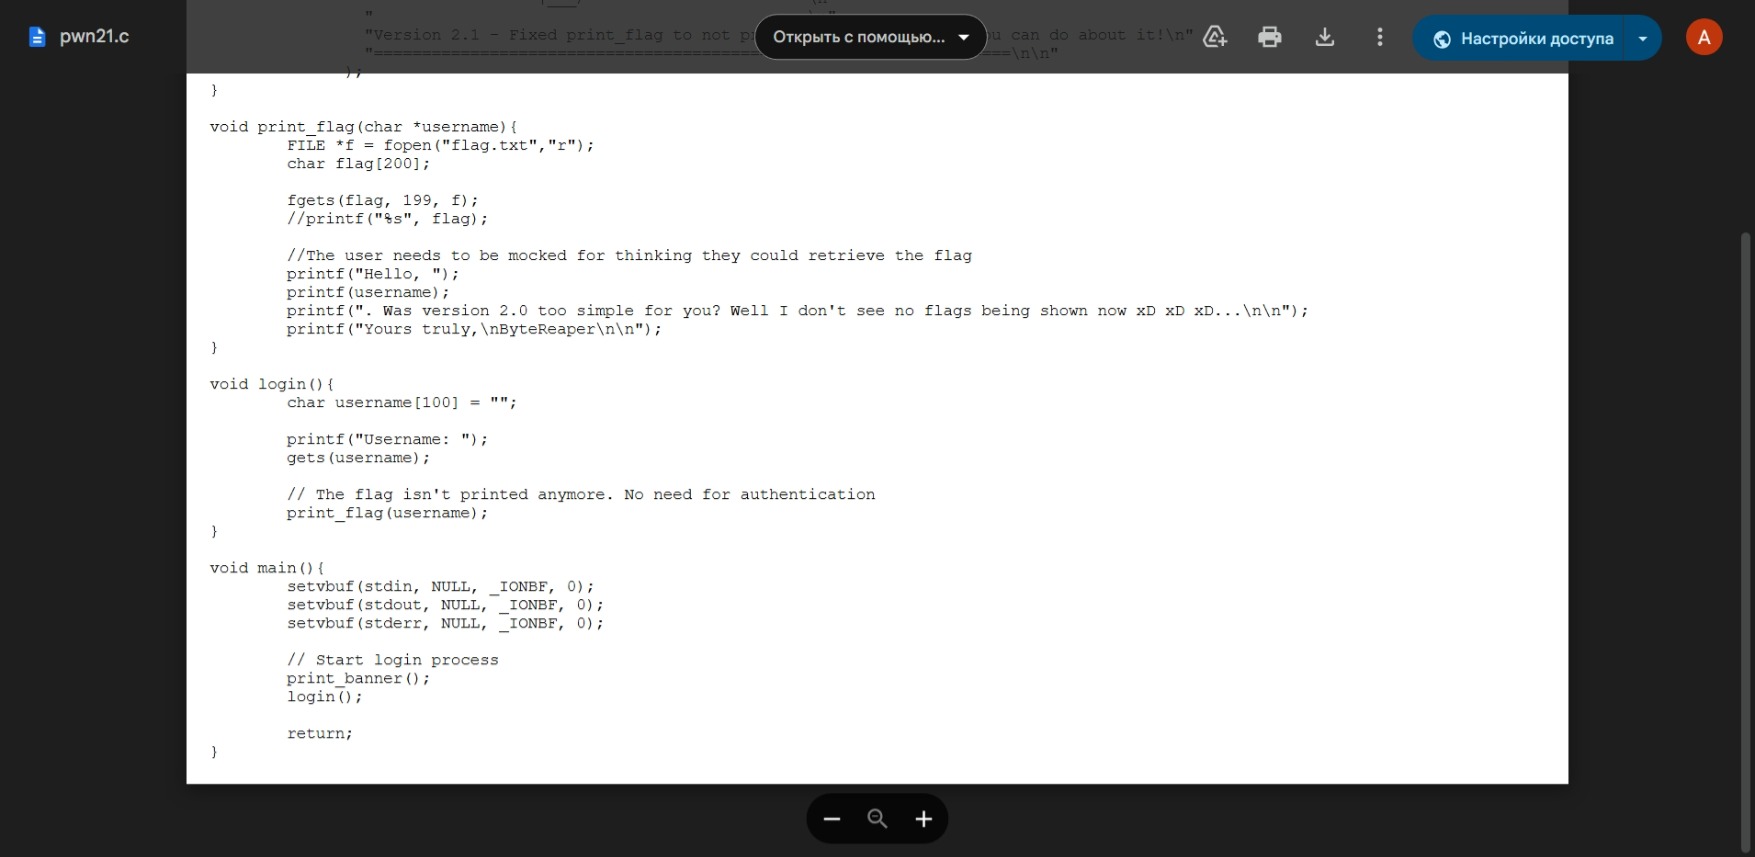 pwn21.c
Открыть с помощью...
Настройки доступа
A
"Version 2.1 - Fixed print_flag to not
u can do about it!\n"
\n\n"
);
}
void print_flag(char *username){
FILE *f = fopen("flag.txt","r");
char flag[200];
fgets(flag, 199, f);
//printf("%s", flag);
//The user needs to be mocked for thinking they could retrieve the flag
printf("Hello, ");
printf(username);
printf(". Was version 2.0 too simple for you? Well I don't see no flags being shown now xD xD xD...\n\n");
printf("Yours truly,\nByteReaper\n\n");
}
void login(){
char username[100] = "";
printf("Username: ");
gets(username);
// The flag isn't printed anymore. No need for authentication
print_flag(username);
}
void main(){
setvbuf(stdin, NULL, _IONBF, 0);
setvbuf(stdout, NULL, _IONBF, 0);
setvbuf(stderr, NULL, _IONBF, 0);
// Start login process
print_banner();
login();
return;
}